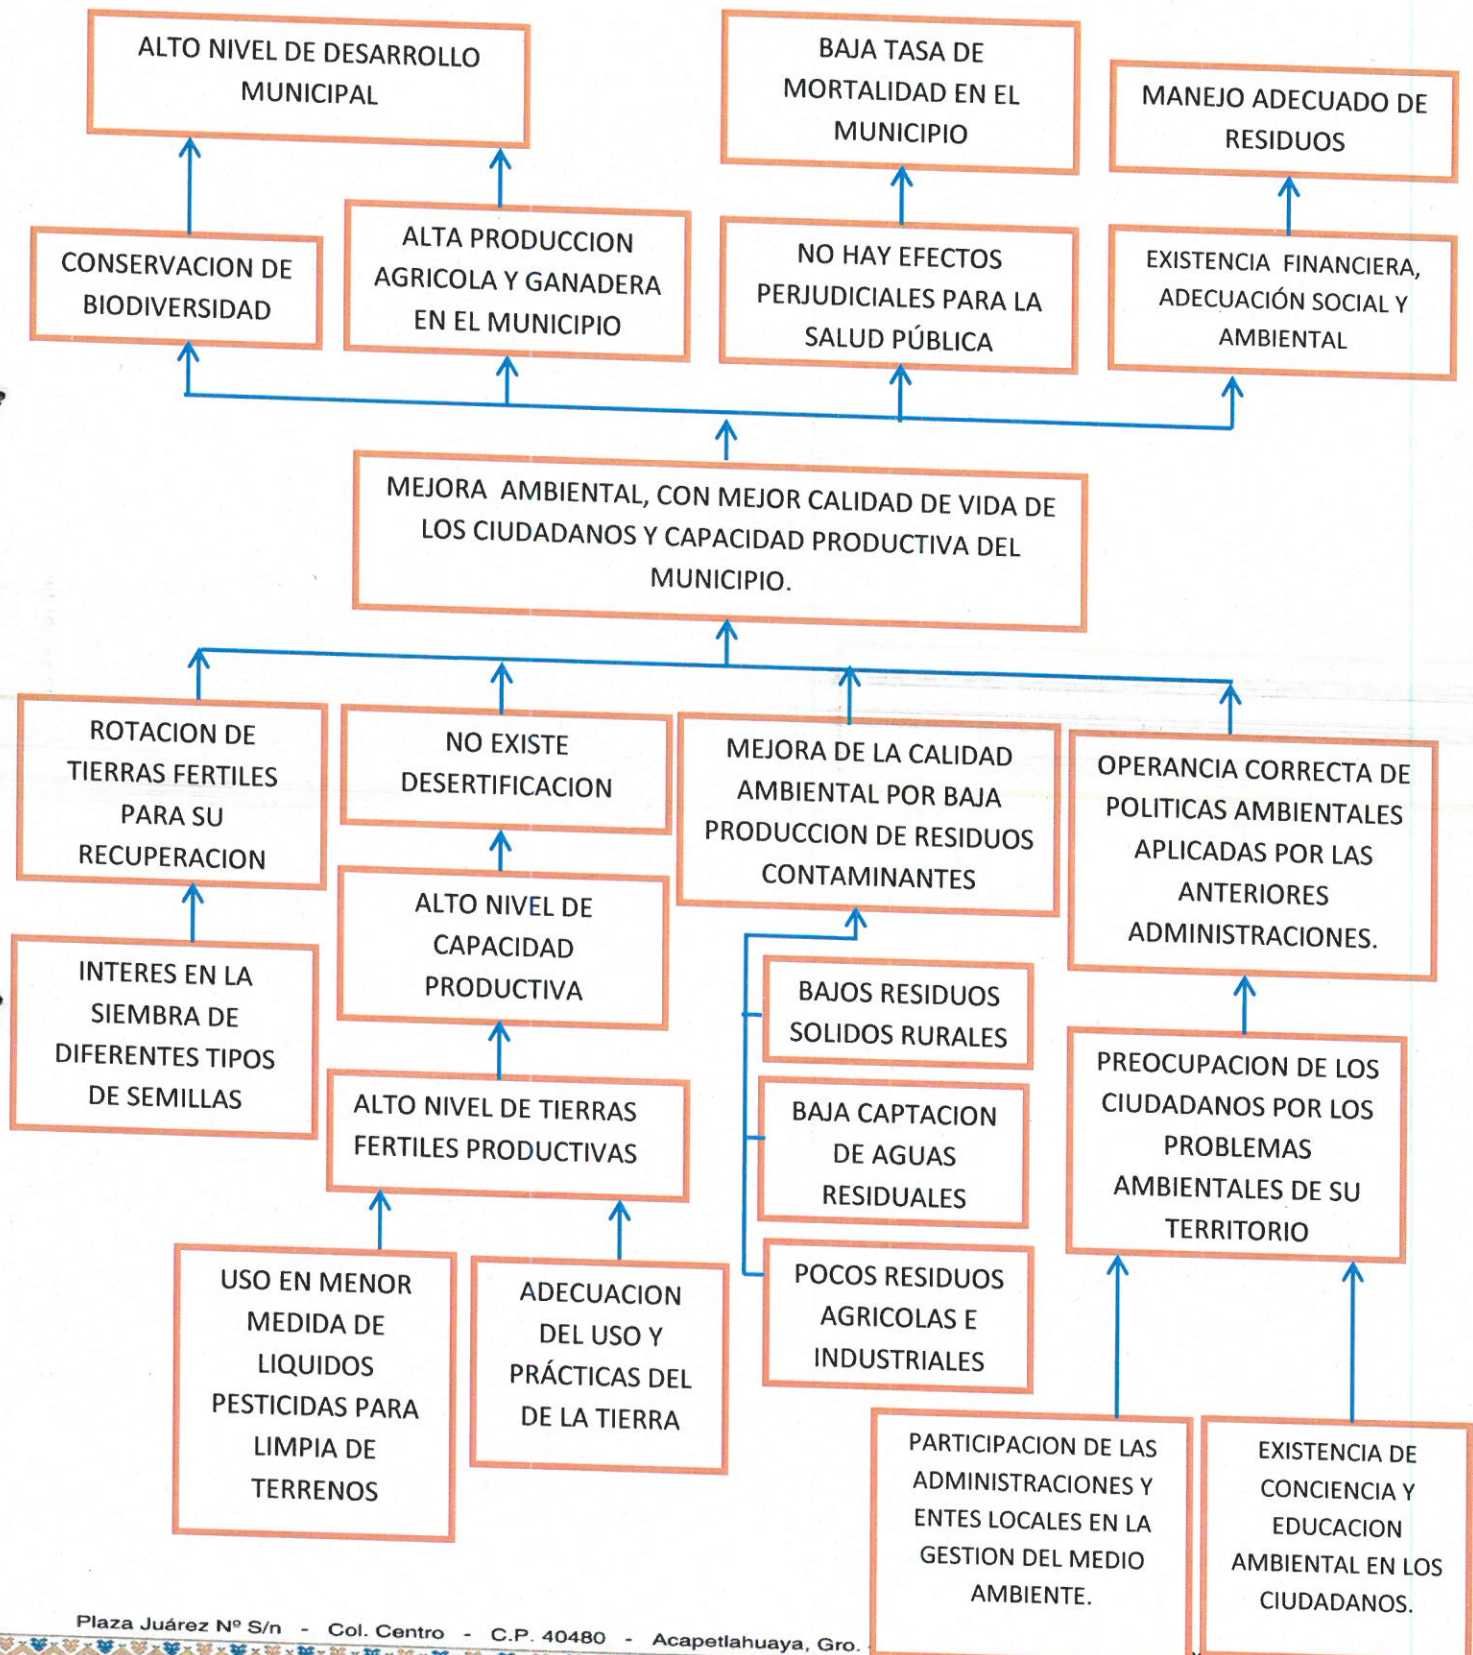 ALTO NIVEL DE DESARROLLO
MUNICIPAL
BAJA TASA DE
MORTALIDAD EN EL
MUNICIPIO
MANEJO ADECUADO DE
RESIDUOS
CONSERVACION DE
BIODIVERSIDAD
ALTA PRODUCCION
AGRICOLA Y GANADERA
EN EL MUNICIPIO
NO HAY EFECTOS
PERJUDICIALES PARA LA
SALUD PÚBLICA
EXISTENCIA FINANCIERA,
ADECUACIÓN SOCIAL Y
AMBIENTAL
MEJORA AMBIENTAL, CON MEJOR CALIDAD DE VIDA DE
LOS CIUDADANOS Y CAPACIDAD PRODUCTIVA DEL
MUNICIPIO.
ROTACION DE
TIERRAS FERTILES
PARA SU
RECUPERACION
NO EXISTE
DESERTIFICACION
MEJORA DE LA CALIDAD
AMBIENTAL POR BAJA
PRODUCCION DE RESIDUOS
CONTAMINANTES
OPERANCIA CORRECTA DE
POLITICAS AMBIENTALES
APLICADAS POR LAS
ANTERIORES
ADMINISTRACIONES.
INTERES EN LA
SIEMBRA DE
DIFERENTES TIPOS
DE SEMILLAS
ALTO NIVEL DE
CAPACIDAD
PRODUCTIVA
BAJOS RESIDUOS
SOLIDOS RURALES
PREOCUPACION DE LOS
CIUDADANOS POR LOS
PROBLEMAS
AMBIENTALES DE SU
TERRITORIO
ALTO NIVEL DE TIERRAS
FERTILES PRODUCTIVAS
BAJA CAPTACION
DE AGUAS
RESIDUALES
USO EN MENOR
MEDIDA DE
LIQUIDOS
PESTICIDAS PARA
LIMPIA DE
TERRENOS
ADECUACION
DEL USO Y
PRÁCTICAS DEL
DE LA TIERRA
POCOS RESIDUOS
AGRICOLAS E
INDUSTRIALES
PARTICIPACION DE LAS
ADMINISTRACIONES Y
ENTES LOCALES EN LA
GESTION DEL MEDIO
AMBIENTE.
EXISTENCIA DE
CONCIENCIA Y
EDUCACION
AMBIENTAL EN LOS
CIUDADANOS.
Plaza Juárez Nº S/n - Col. Centro - C.P. 40480 - Acapetlahuaya, Gro.